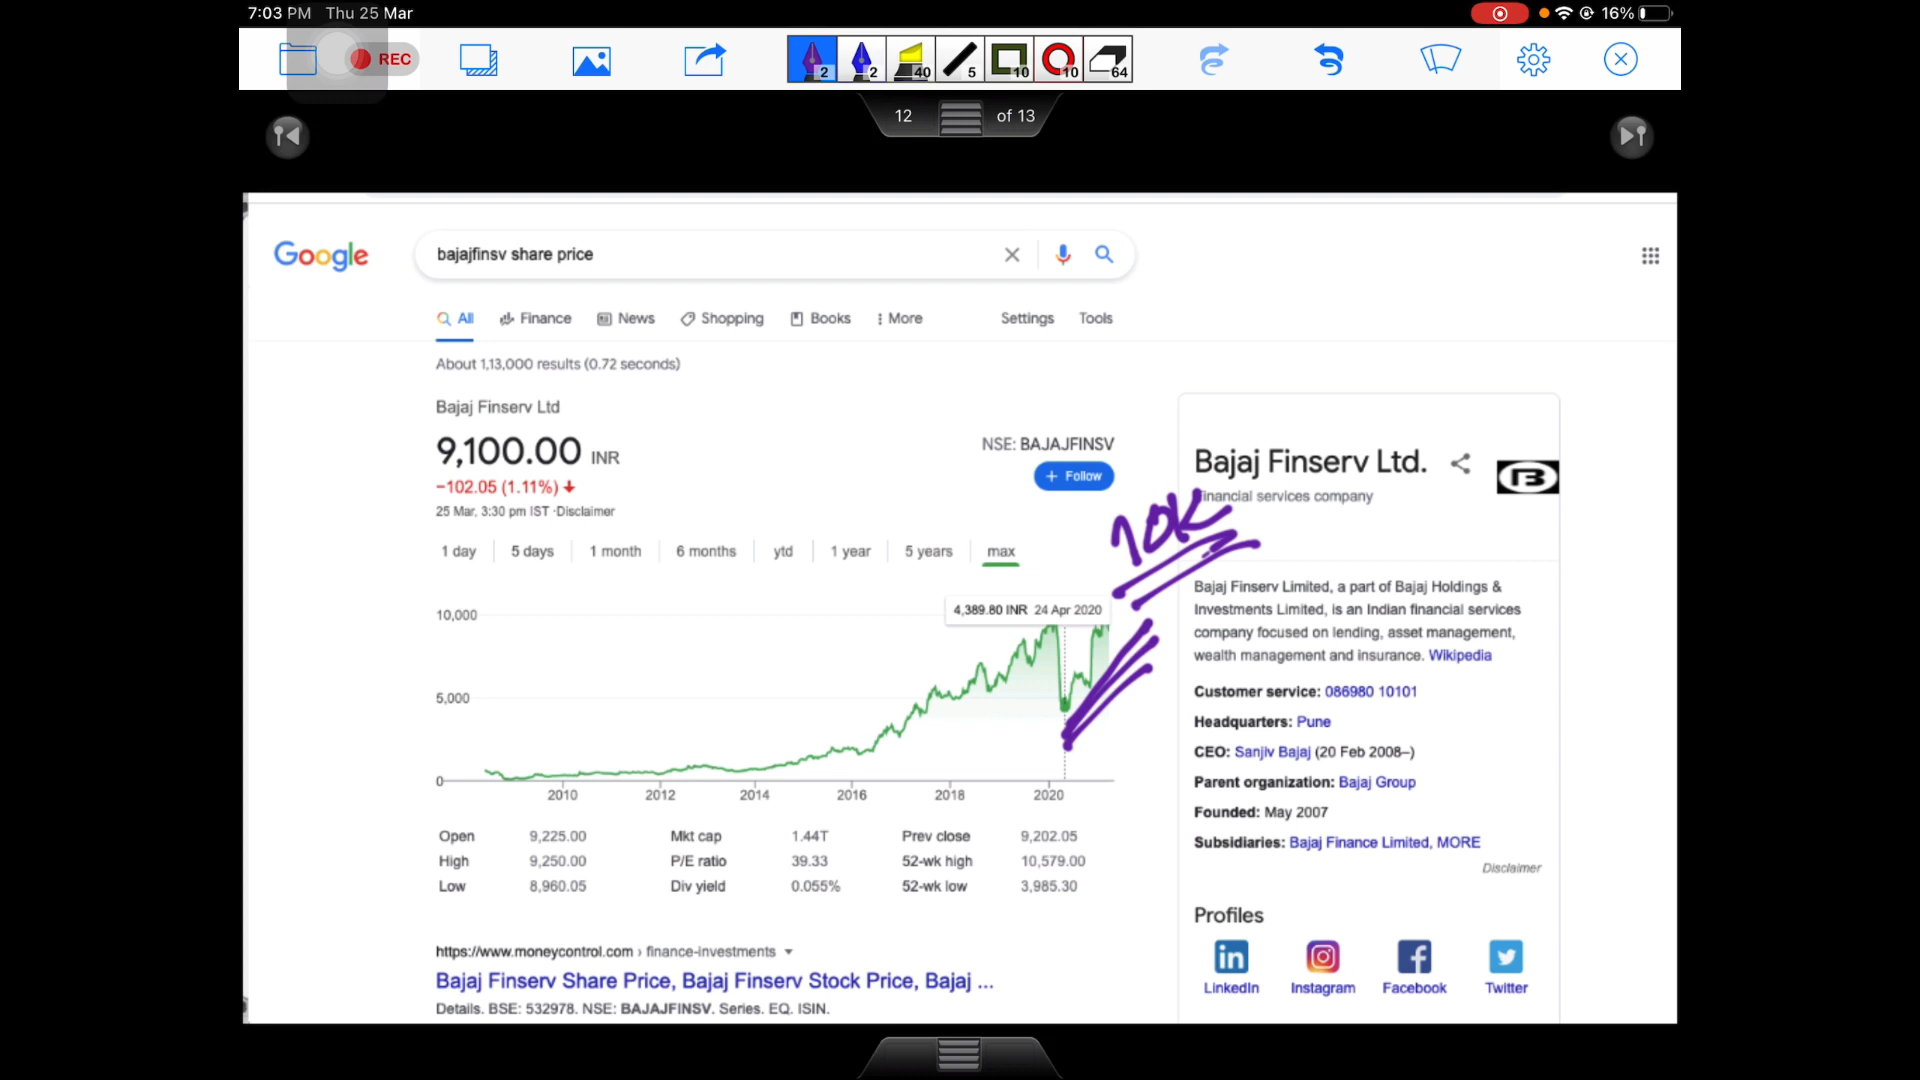 7:03 PM Thu 25 Mar
16%
REC
2 2 40 5 10 10 64
12 of 13
Google
bajajfinsv share price
All Finance News Shopping Books More Settings Tools
About 1,13,000 results (0.72 seconds)
Bajaj Finserv Ltd
9,100.00 INR
−102.05 (1.11%)
25 Mar, 3:30 pm IST · Disclaimer
NSE: BAJAJFINSV
+ Follow
1 day 5 days 1 month 6 months ytd 1 year 5 years max
10K
4,389.80 INR 24 Apr 2020
10,000
5,000
0
2010 2012 2014 2016 2018 2020
Open 9,225.00 Mkt cap 1.44T Prev close 9,202.05
High 9,250.00 P/E ratio 39.33 52-wk high 10,579.00
Low 8,960.05 Div yield 0.055% 52-wk low 3,985.30
https://www.moneycontrol.com › finance-investments
Bajaj Finserv Share Price, Bajaj Finserv Stock Price, Bajaj ...
Details. BSE: 532978. NSE: BAJAJFINSV. Series. EQ. ISIN.
Bajaj Finserv Ltd.
Financial services company
Bajaj Finserv Limited, a part of Bajaj Holdings &
Investments Limited, is an Indian financial services
company focused on lending, asset management,
wealth management and insurance. Wikipedia
Customer service: 086980 10101
Headquarters: Pune
CEO: Sanjiv Bajaj (20 Feb 2008–)
Parent organization: Bajaj Group
Founded: May 2007
Subsidiaries: Bajaj Finance Limited, MORE
Disclaimer
Profiles
LinkedIn Instagram Facebook Twitter